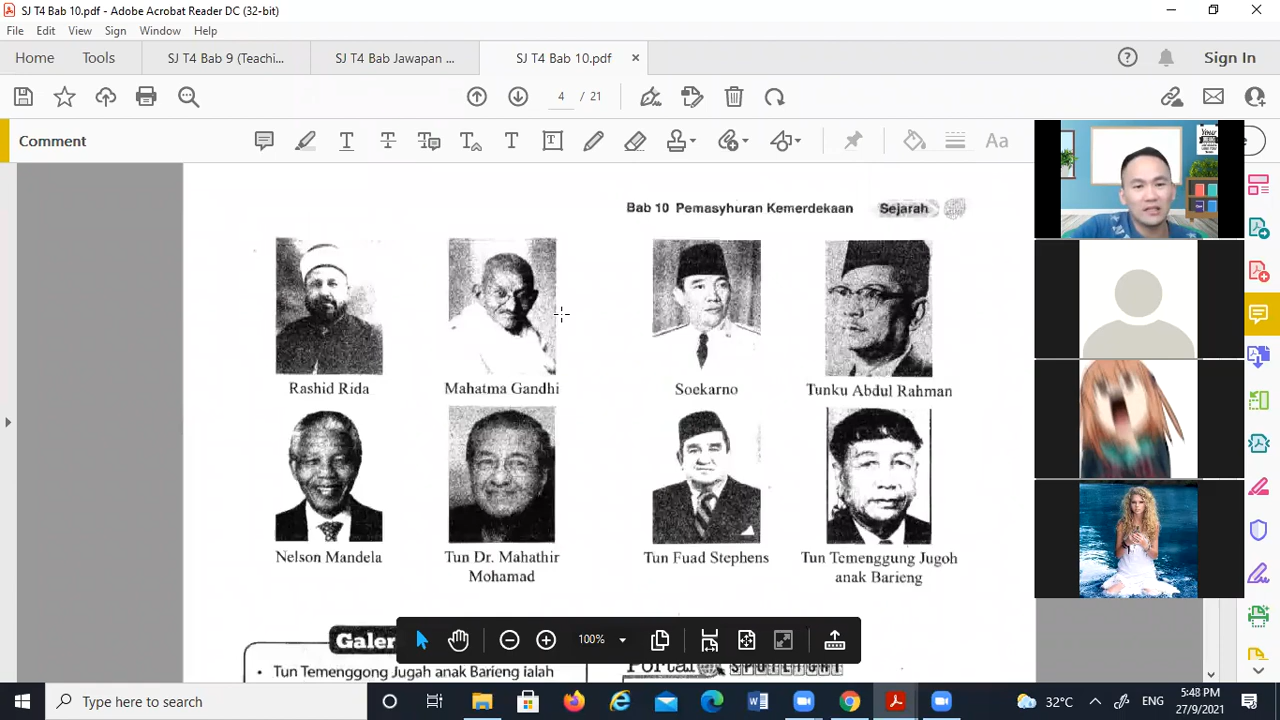 SJ T4 Bab 10.pdf - Adobe Acrobat Reader DC (32-bit)
File Edit View Sign Window Help
Home Tools SJ T4 Bab 9 (Teachi... SJ T4 Bab Jawapan ... SJ T4 Bab 10.pdf Sign In
4 / 21
Comment
Bab 10 Pemasyhuran Kemerdekaan Sejarah
Rashid Rida Mahatma Gandhi Soekarno Tunku Abdul Rahman
Nelson Mandela Tun Dr. Mahathir Tun Fuad Stephens Tun Temenggung Jugoh
Mohamad anak Barieng
100%
Galer
• Tun Temenggong Jugah anak Barieng ialah
Portal SPOTLIGHT
Type here to search
32°C ENG 5:48 PM
27/9/2021